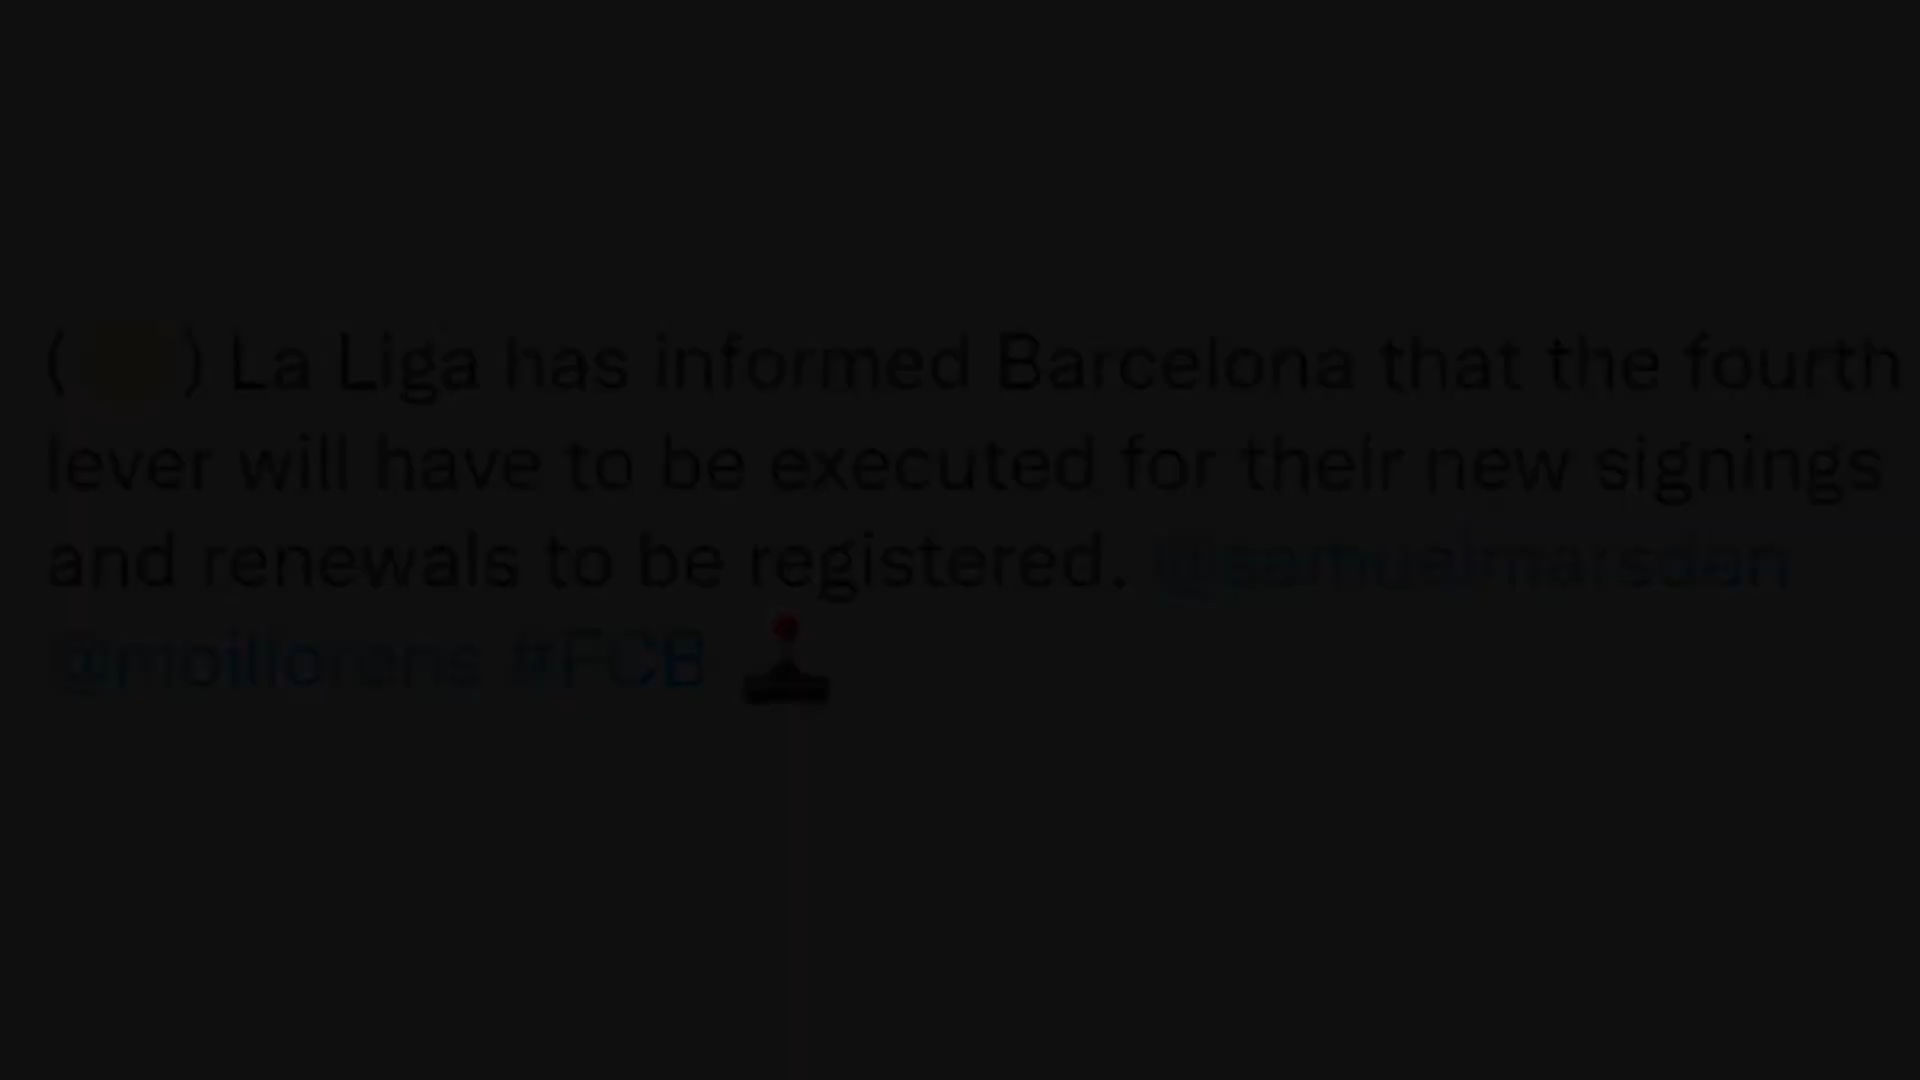 ( ) La Liga has informed Barcelona that the fourth
lever will have to be executed for their new signings
and renewals to be registered. @samuelmarsden
@moillorens #FCB